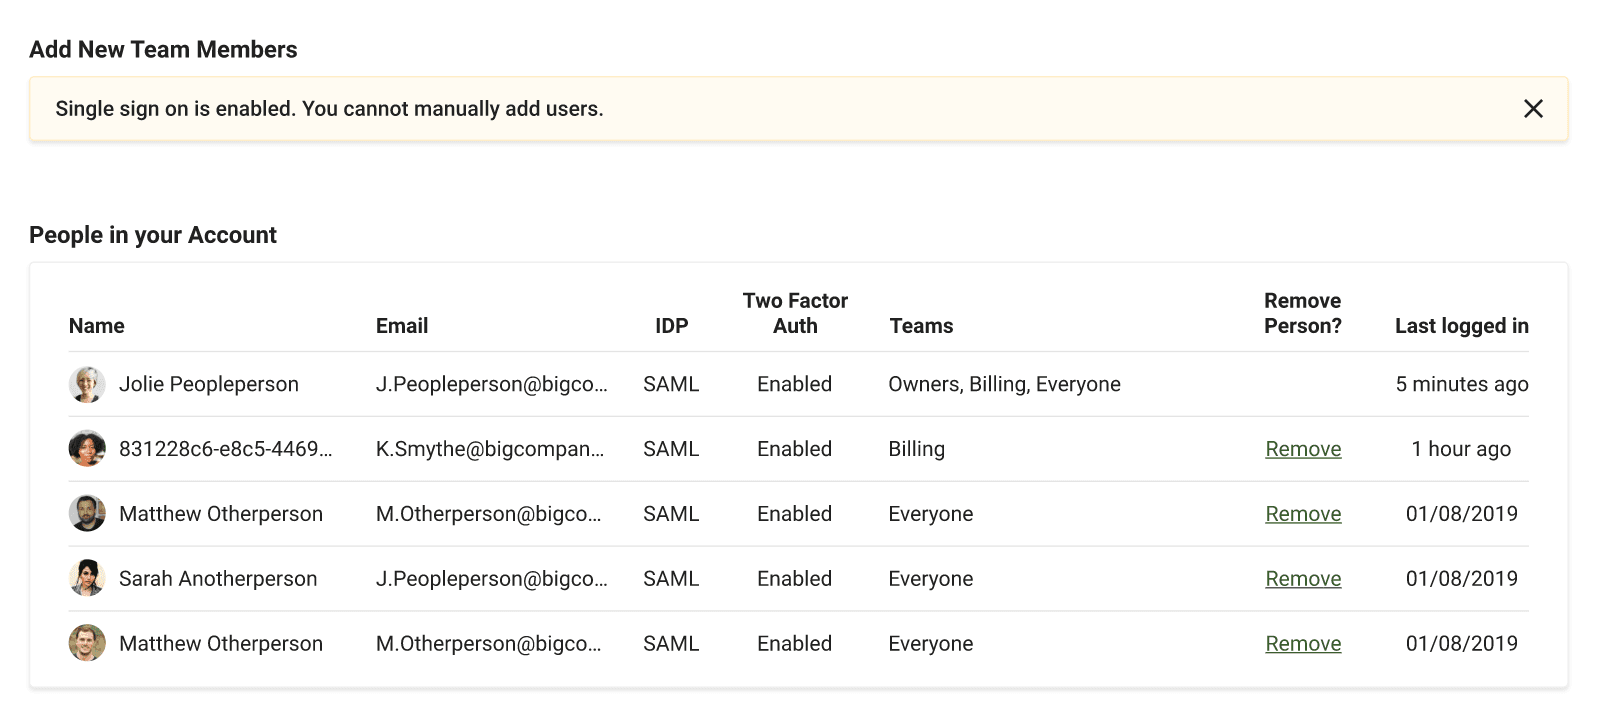 Add New Team Members
Single sign on is enabled. You cannot manually add users.
People in your Account
Name Email IDP Two Factor Auth Teams Remove Person? Last logged in
Jolie Peopleperson J.Peopleperson@bigco... SAML Enabled Owners, Billing, Everyone 5 minutes ago
831228c6-e8c5-4469... K.Smythe@bigcompan... SAML Enabled Billing Remove 1 hour ago
Matthew Otherperson M.Otherperson@bigco... SAML Enabled Everyone Remove 01/08/2019
Sarah Anotherperson J.Peopleperson@bigco... SAML Enabled Everyone Remove 01/08/2019
Matthew Otherperson M.Otherperson@bigco... SAML Enabled Everyone Remove 01/08/2019